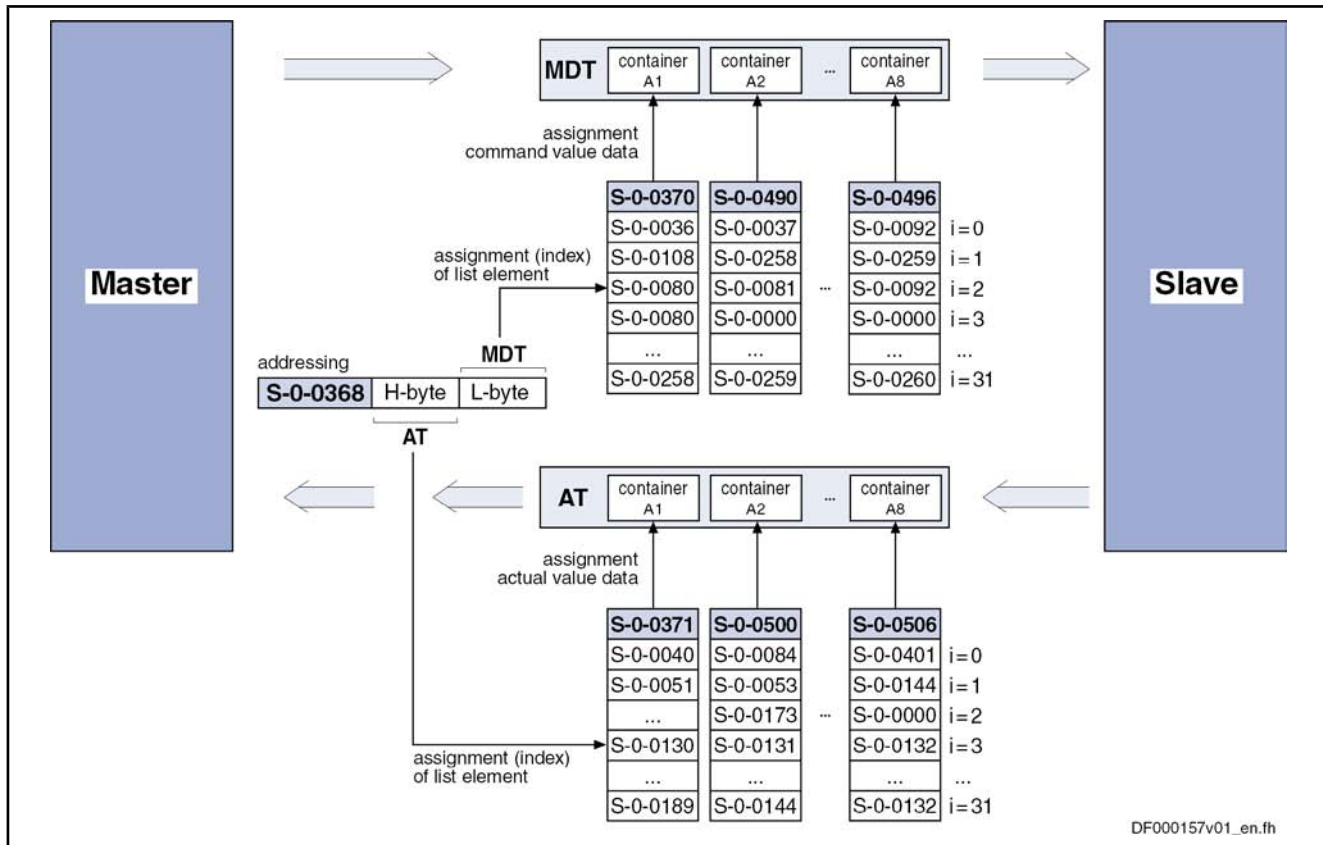 Master
Slave
MDT
container
A1
container
A2
...
container
A8
assignment
command value data
S-0-0370 S-0-0490 S-0-0496
S-0-0036 S-0-0037 S-0-0092 i=0
S-0-0108 S-0-0258 S-0-0259 i=1
S-0-0080 S-0-0081 ... S-0-0092 i=2
S-0-0080 S-0-0000 S-0-0000 i=3
... ... ... ...
S-0-0258 S-0-0259 S-0-0260 i=31
assignment (index)
of list element
MDT
addressing
S-0-0368 H-byte L-byte
AT
AT
container
A1
container
A2
...
container
A8
assignment
actual value data
S-0-0371 S-0-0500 S-0-0506
S-0-0040 S-0-0084 S-0-0401 i=0
S-0-0051 S-0-0053 S-0-0144 i=1
... S-0-0173 ... S-0-0000 i=2
S-0-0130 S-0-0131 S-0-0132 i=3
... ... ... ...
S-0-0189 S-0-0144 S-0-0132 i=31
assignment (index)
of list element
DF000157v01_en.fh